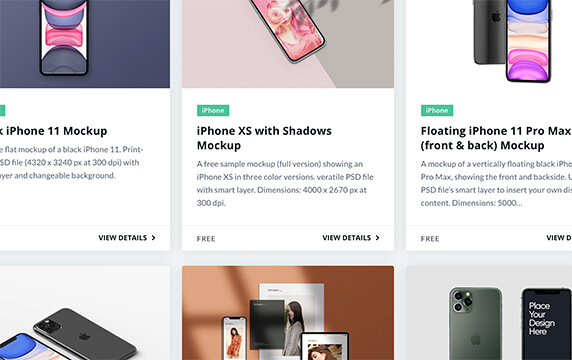 iPhone
iPhone
k iPhone 11 Mockup
iPhone XS with Shadows
Mockup
Floating iPhone 11 Pro Max
(front & back) Mockup
e flat mockup of a black iPhone 11. Print-
SD file (4320 x 3240 px at 300 dpi) with
ayer and changeable background.
A free sample mockup (full version) showing an
iPhone XS in three color versions. veratile PSD file
with smart layer. Dimensions: 4000 x 2670 px at
300 dpi.
A mockup of a vertically floating black iPho
Pro Max, showing the front and backside. U
PSD file's smart layer to insert your own dis
content. Dimensions: 5000...
VIEW DETAILS
FREE
VIEW DETAILS
FREE
VIEW D
Place
Your
Design
Here